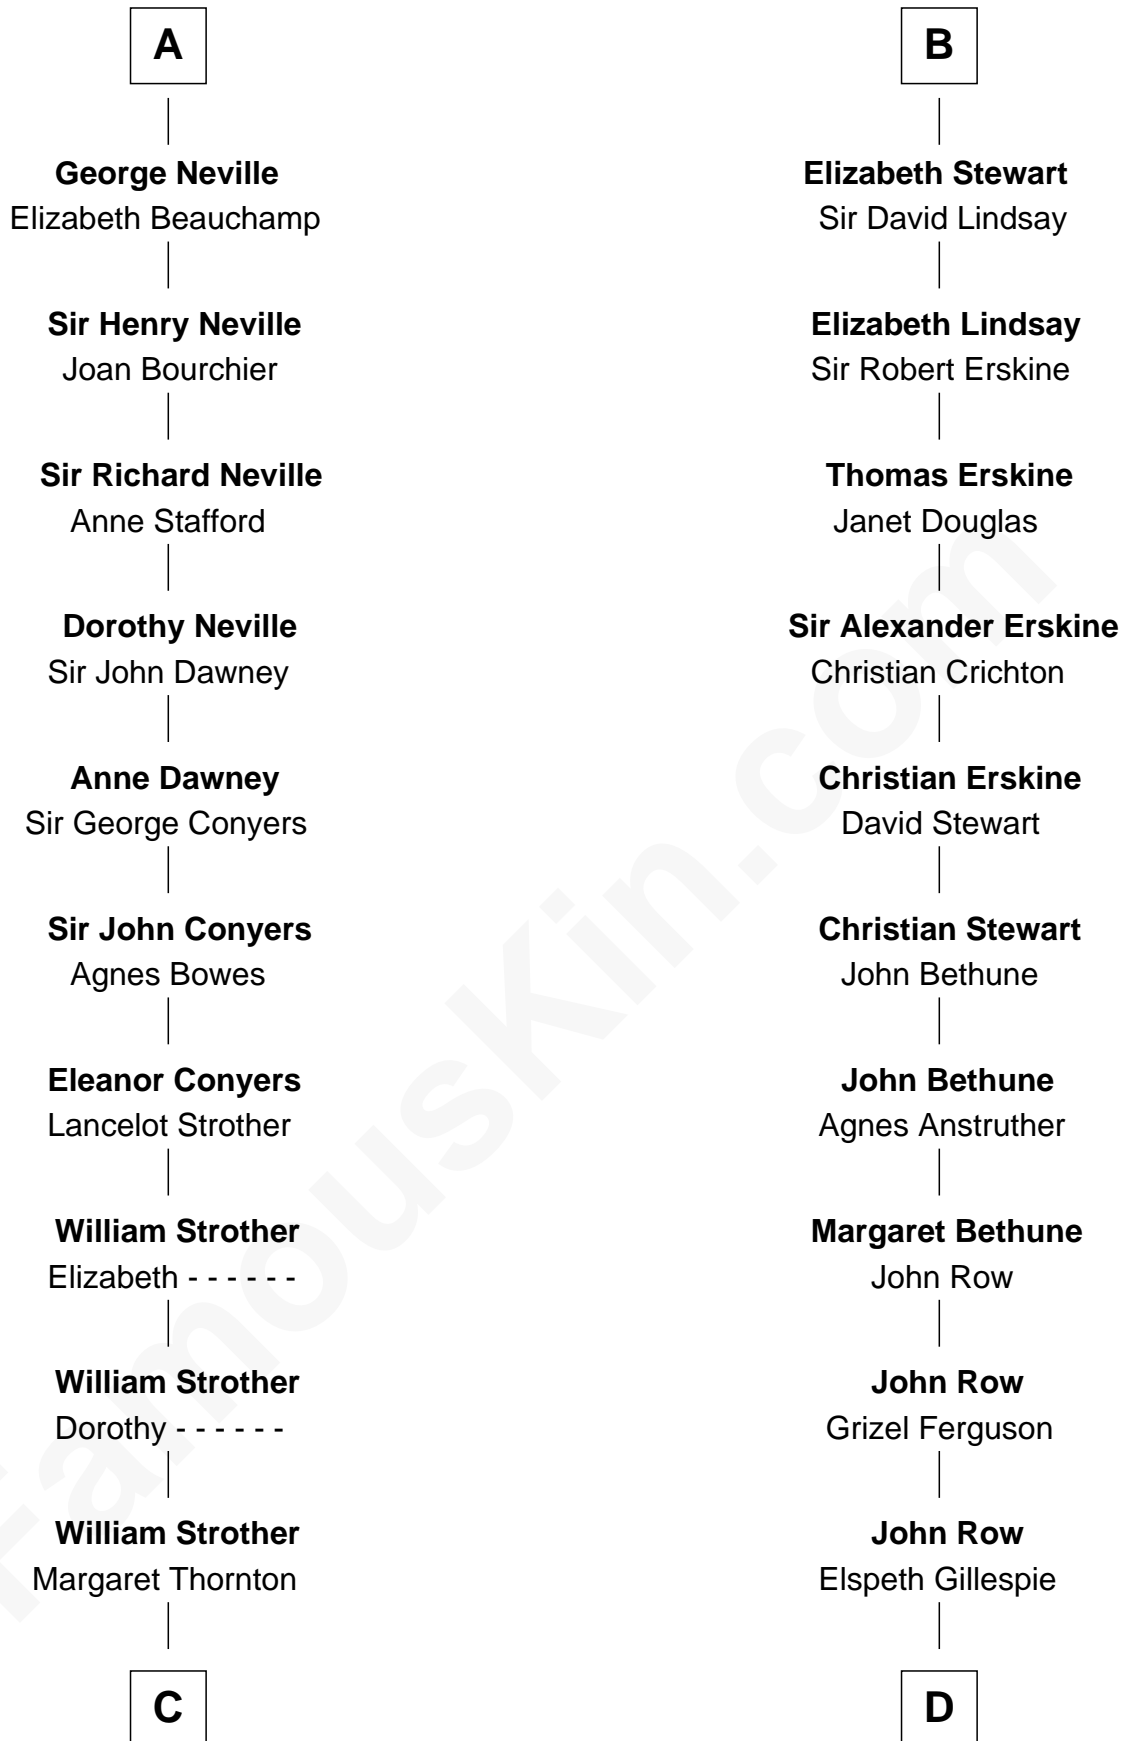 A
George Neville
Elizabeth Beauchamp
Sir Henry Neville
Joan Bourchier
Sir Richard Neville
Anne Stafford
Dorothy Neville
Sir John Dawney
Anne Dawney
Sir George Conyers
Sir John Conyers
Agnes Bowes
Eleanor Conyers
Lancelot Strother
William Strother
Elizabeth - - - - - -
William Strother
Dorothy - - - - - -
William Strother
Margaret Thornton
C
B
Elizabeth Stewart
Sir David Lindsay
Elizabeth Lindsay
Sir Robert Erskine
Thomas Erskine
Janet Douglas
Sir Alexander Erskine
Christian Crichton
Christian Erskine
David Stewart
Christian Stewart
John Bethune
John Bethune
Agnes Anstruther
Margaret Bethune
John Row
John Row
Grizel Ferguson
John Row
Elspeth Gillespie
D
FamousKin.com